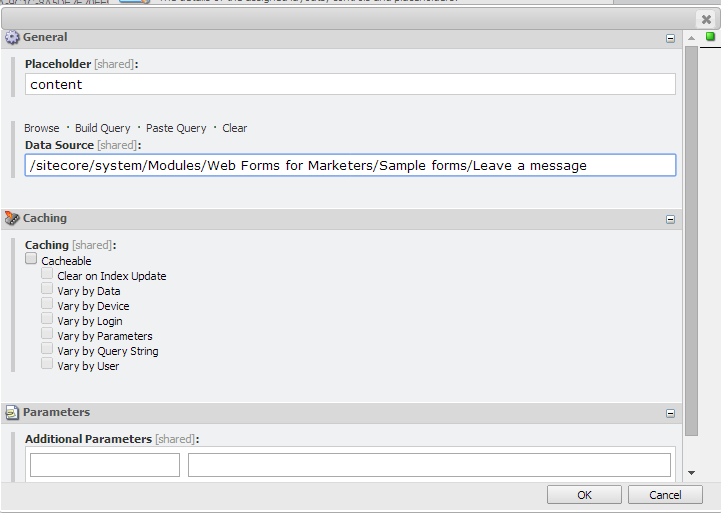 General
Placeholder [shared]:
content
Browse · Build Query · Paste Query · Clear
Data Source [shared]:
/sitecore/system/Modules/Web Forms for Marketers/Sample forms/Leave a message
Caching
Caching [shared]:
Cacheable
Clear on Index Update
Vary by Data
Vary by Device
Vary by Login
Vary by Parameters
Vary by Query String
Vary by User
Parameters
Additional Parameters [shared]:
OK Cancel